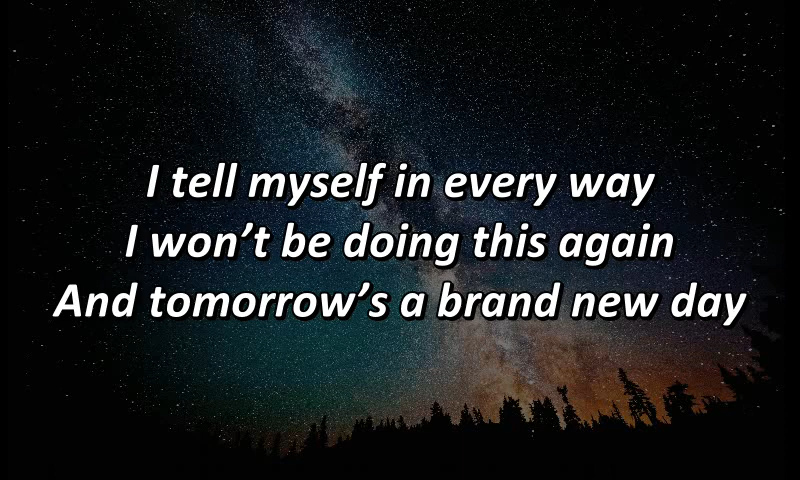 I tell myself in every way
I won’t be doing this again
And tomorrow’s a brand new day